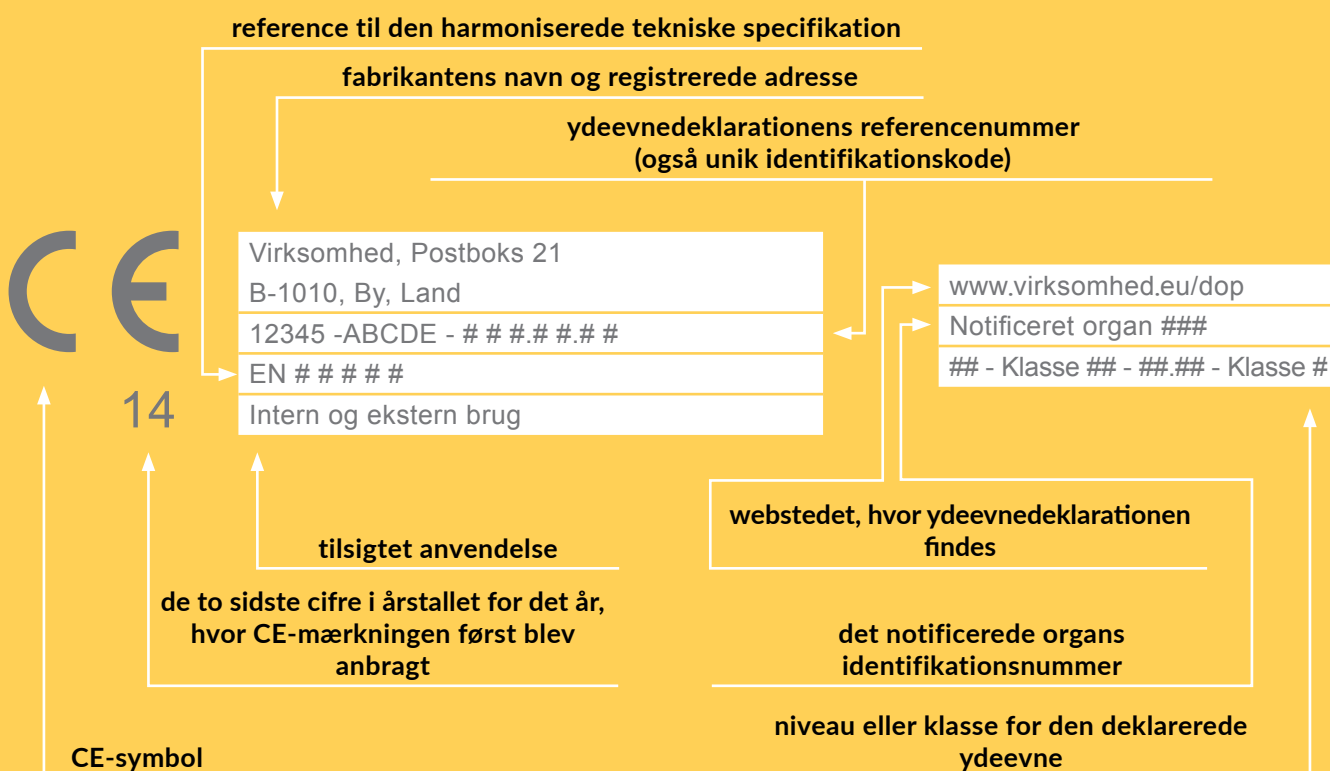 reference til den harmoniserede tekniske specifikation
fabrikantens navn og registrerede adresse
ydeevnedeklarationens referencenummer
(også unik identifikationskode)
CE
14
Virksomhed, Postboks 21
B-1010, By, Land
12345 -ABCDE - # # #.# #.# #
EN # # # # #
Intern og ekstern brug
www.virksomhed.eu/dop
Notificeret organ ###
## - Klasse ## - ##.## - Klasse #
tilsigtet anvendelse
de to sidste cifre i årstallet for det år,
hvor CE-mærkningen først blev
anbragt
CE-symbol
webstedet, hvor ydeevnedeklarationen
findes
det notificerede organs
identifikationsnummer
niveau eller klasse for den deklarerede
ydeevne